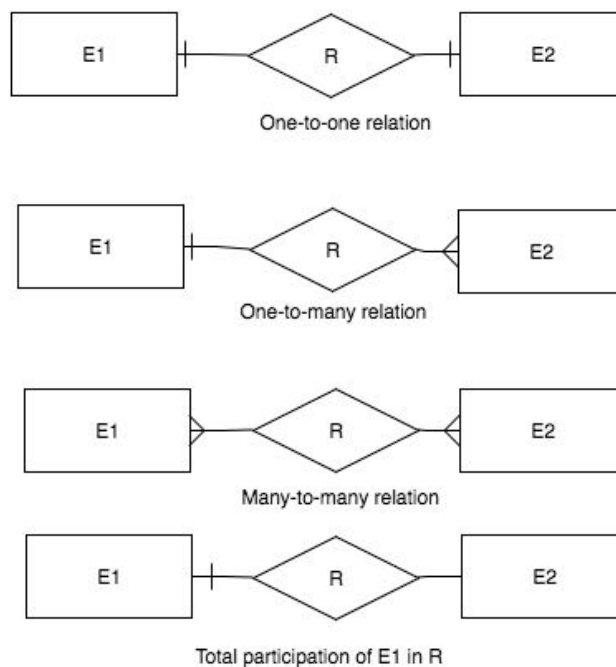 E1 R E2
One-to-one relation
E1 R E2
One-to-many relation
E1 R E2
Many-to-many relation
E1 R E2
Total participation of E1 in R